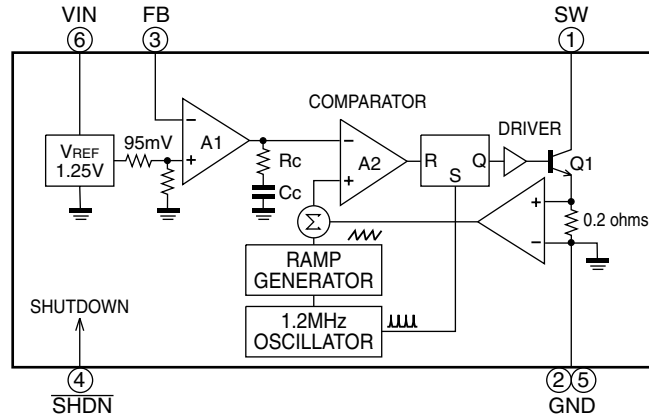 VIN
6
FB
3
SW
1
COMPARATOR
DRIVER
VREF
1.25V
95mV
−
+
A1
Rc
Cc
−
+
A2
R
S
Q
Q1
Σ
+
−
0.2 ohms
RAMP
GENERATOR
1.2MHz
OSCILLATOR
SHUTDOWN
4
SHDN
2 5
GND